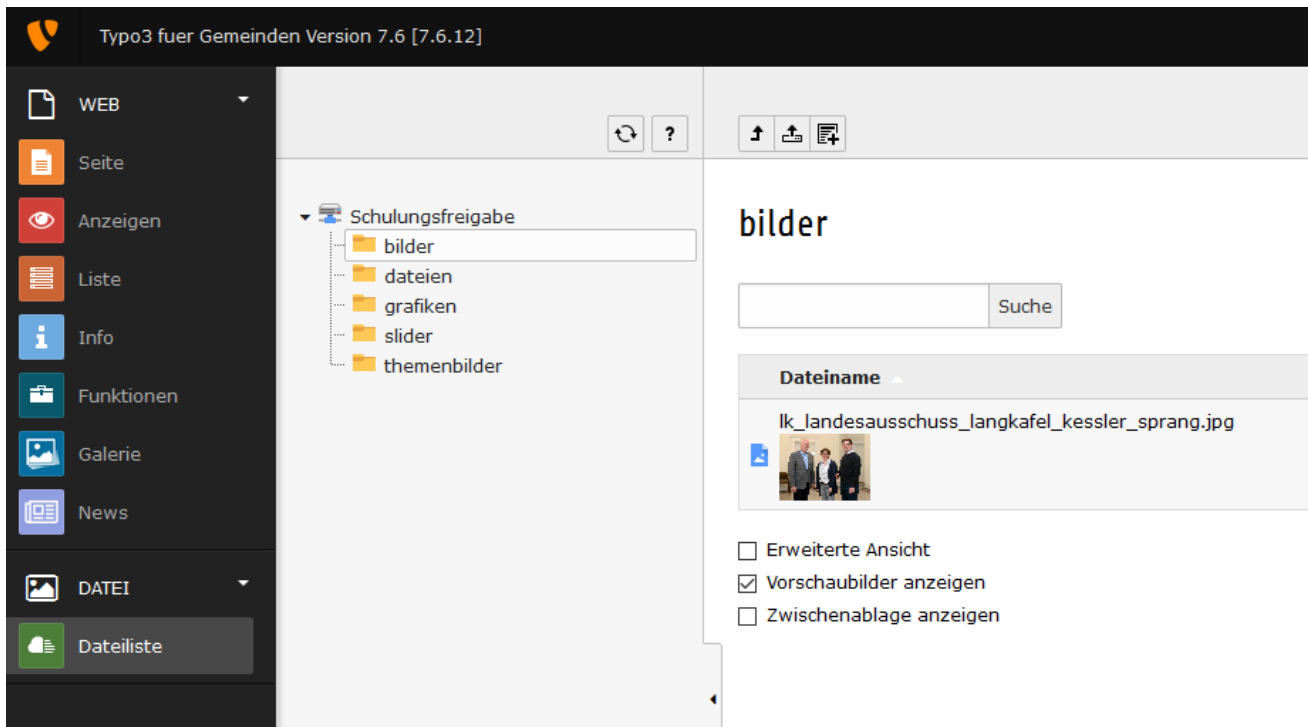 Typo3 fuer Gemeinden Version 7.6 [7.6.12]
WEB
Seite
Anzeigen
Liste
Info
Funktionen
Galerie
News
DATEI
Dateiliste
?
Schulungsfreigabe
bilder
dateien
grafiken
slider
themenbilder
bilder
Suche
Dateiname
lk_landesausschuss_langkafel_kessler_sprang.jpg
Erweiterte Ansicht
Vorschaubilder anzeigen
Zwischenablage anzeigen